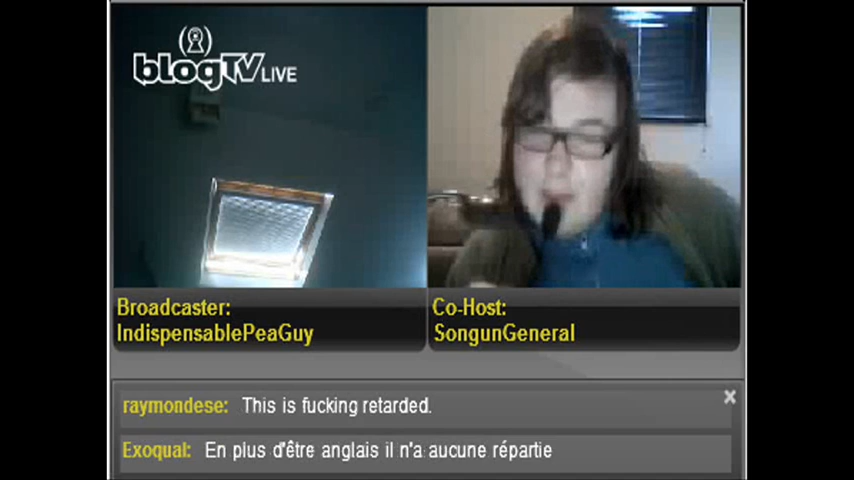 blogTV LIVE
Broadcaster:
IndispensablePeaGuy
Co-Host:
SongunGeneral
raymondese: This is fucking retarded.
Exoqual: En plus d'être anglais il n'a aucune répartie